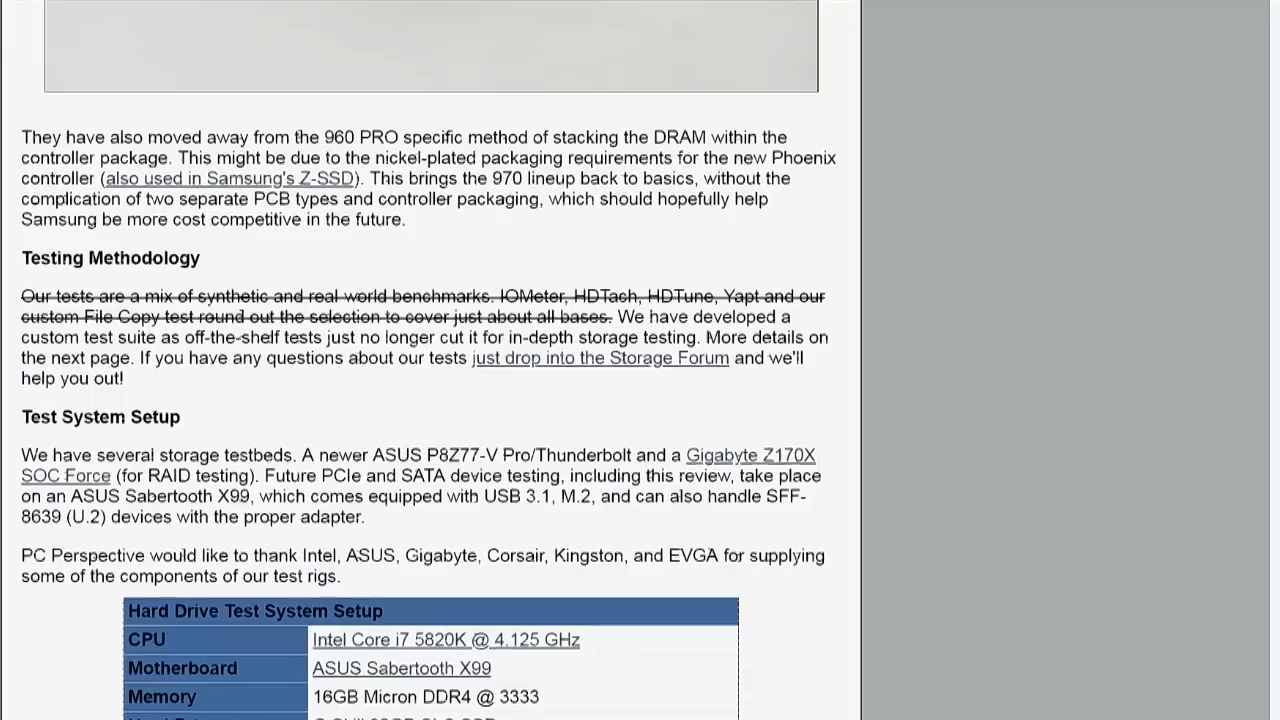 They have also moved away from the 960 PRO specific method of stacking the DRAM within the
controller package. This might be due to the nickel-plated packaging requirements for the new Phoenix
controller (also used in Samsung's Z-SSD). This brings the 970 lineup back to basics, without the
complication of two separate PCB types and controller packaging, which should hopefully help
Samsung be more cost competitive in the future.
Testing Methodology
Our tests are a mix of synthetic and real-world benchmarks. IOMeter, HDTach, HDTune, Yapt and our
custom File Copy test round out the selection to cover just about all bases. We have developed a
custom test suite as off-the-shelf tests just no longer cut it for in-depth storage testing. More details on
the next page. If you have any questions about our tests just drop into the Storage Forum and we'll
help you out!
Test System Setup
We have several storage testbeds. A newer ASUS P8Z77-V Pro/Thunderbolt and a Gigabyte Z170X
SOC Force (for RAID testing). Future PCIe and SATA device testing, including this review, take place
on an ASUS Sabertooth X99, which comes equipped with USB 3.1, M.2, and can also handle SFF-
8639 (U.2) devices with the proper adapter.
PC Perspective would like to thank Intel, ASUS, Gigabyte, Corsair, Kingston, and EVGA for supplying
some of the components of our test rigs.
Hard Drive Test System Setup
CPU Intel Core i7 5820K @ 4.125 GHz
Motherboard ASUS Sabertooth X99
Memory 16GB Micron DDR4 @ 3333